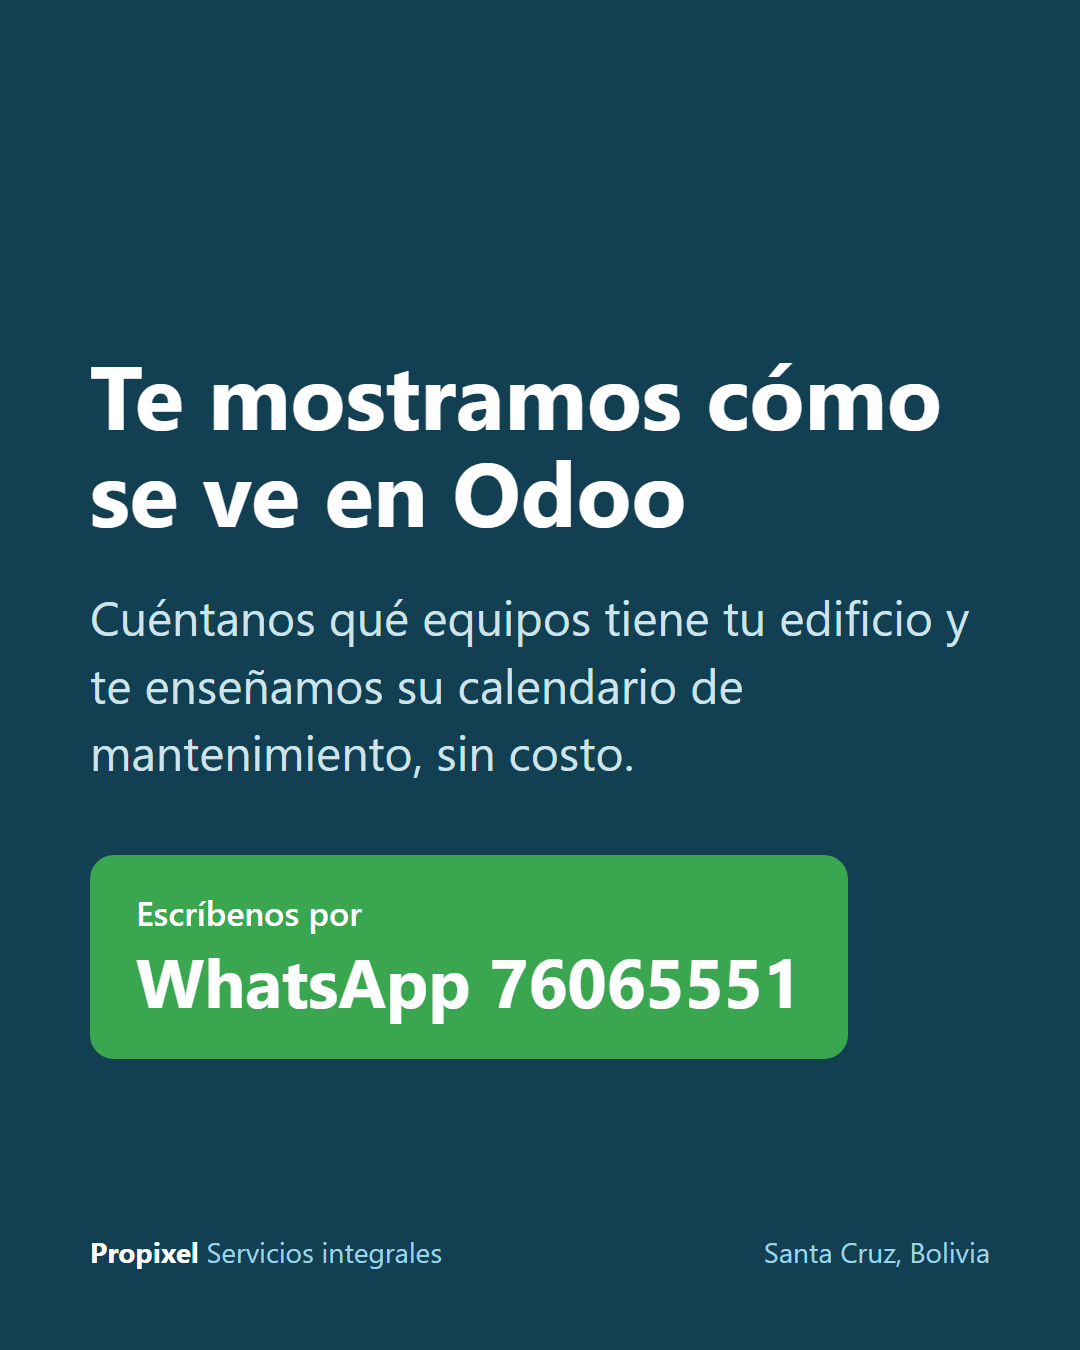 Te mostramos cómo
se ve en Odoo
Cuéntanos qué equipos tiene tu edificio y
te enseñamos su calendario de
mantenimiento, sin costo.
Escríbenos por
WhatsApp 76065551
Propixel Servicios integrales
Santa Cruz, Bolivia